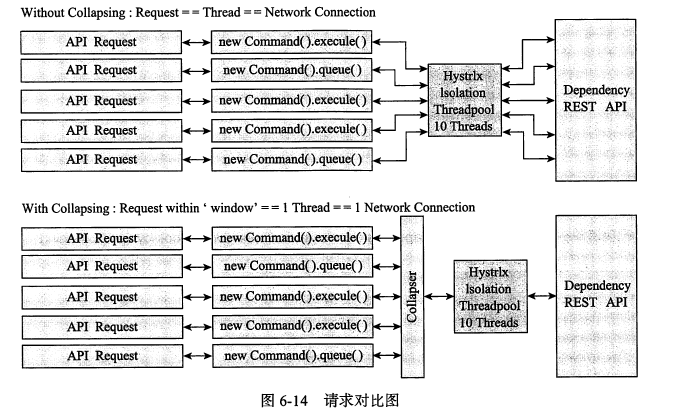 Without Collapsing : Request = = Thread = = Network Connection
API Request
new Command().execule()
API Request
new Command().queue()
API Request
new Command().execule()
API Request
new Command().execule()
API Request
new Command().queue()
Hystrlx
lsolation
Threadpool
10 Threads
Dependency
REST API
With Collapsing : Request within ‘ window’ = = 1 Thread = = 1 Network Connection
API Request
new Command().execule()
API Request
new Command().queue()
API Request
new Command().execule()
API Request
new Command().execule()
API Request
new Command().queue()
Collapser
Hystrlx
lsolation
Threadpool
10 Threads
Dependency
REST API
图 6-14 请求对比图